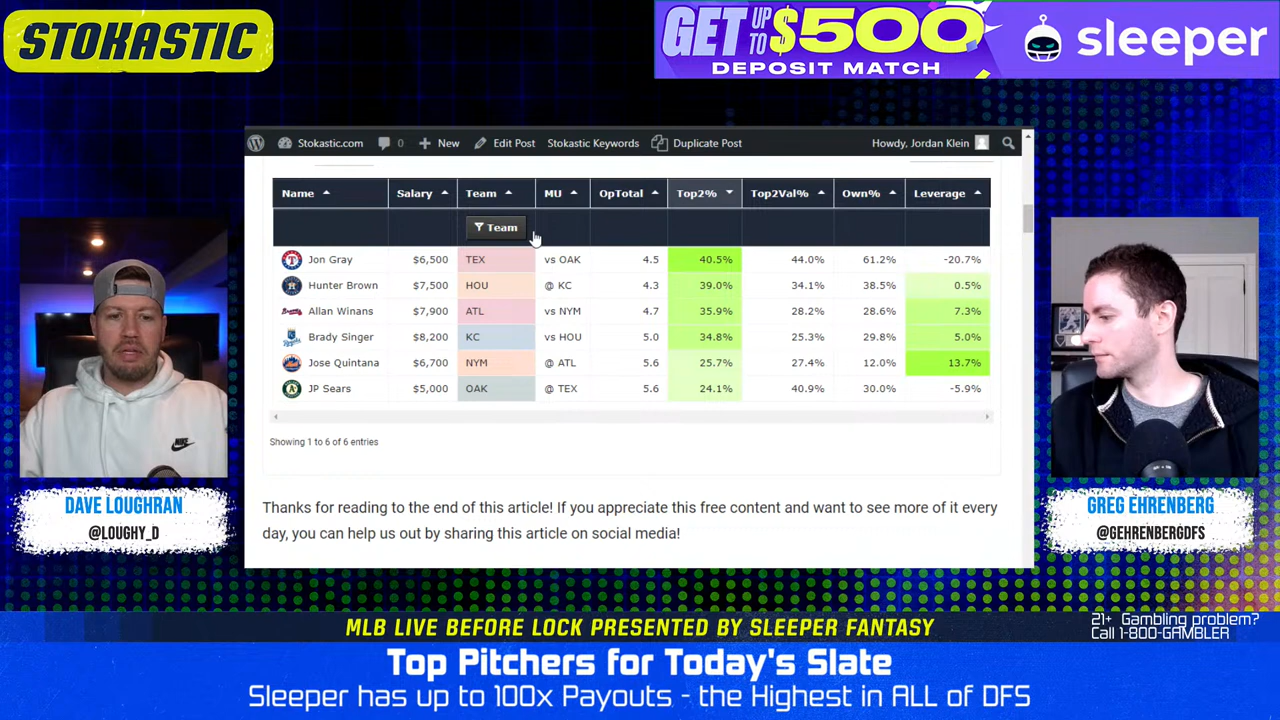 STOKASTIC
GET UP TO $500
DEPOSIT MATCH
sleeper
Stokastic.com 0 New Edit Post Stokastic Keywords Duplicate Post Howdy, Jordan Klein
Name Salary Team MU OpTotal Top2% Top2Val% Own% Leverage
Team
Jon Gray $6,500 TEX vs OAK 4.5 40.5% 44.0% 61.2% -20.7%
Hunter Brown $7,500 HOU @ KC 4.3 39.0% 34.1% 38.5% 0.5%
Allan Winans $7,900 ATL vs NYM 4.7 35.9% 28.2% 28.6% 7.3%
Brady Singer $8,200 KC vs HOU 5.0 34.8% 25.3% 29.8% 5.0%
Jose Quintana $6,700 NYM @ ATL 5.6 25.7% 27.4% 12.0% 13.7%
JP Sears $5,000 OAK @ TEX 5.6 24.1% 40.9% 30.0% -5.9%
Showing 1 to 6 of 6 entries
Thanks for reading to the end of this article! If you appreciate this free content and want to see more of it every
day, you can help us out by sharing this article on social media!
DAVE LOUGHRAN
@LOUGHY_D
GREG EHRENBERG
@GEHRENBERGDFS
MLB LIVE BEFORE LOCK PRESENTED BY SLEEPER FANTASY
21+ Gambling problem?
Call 1-800-GAMBLER
Top Pitchers for Today's Slate
Sleeper has up to 100x Payouts - the Highest in ALL of DFS